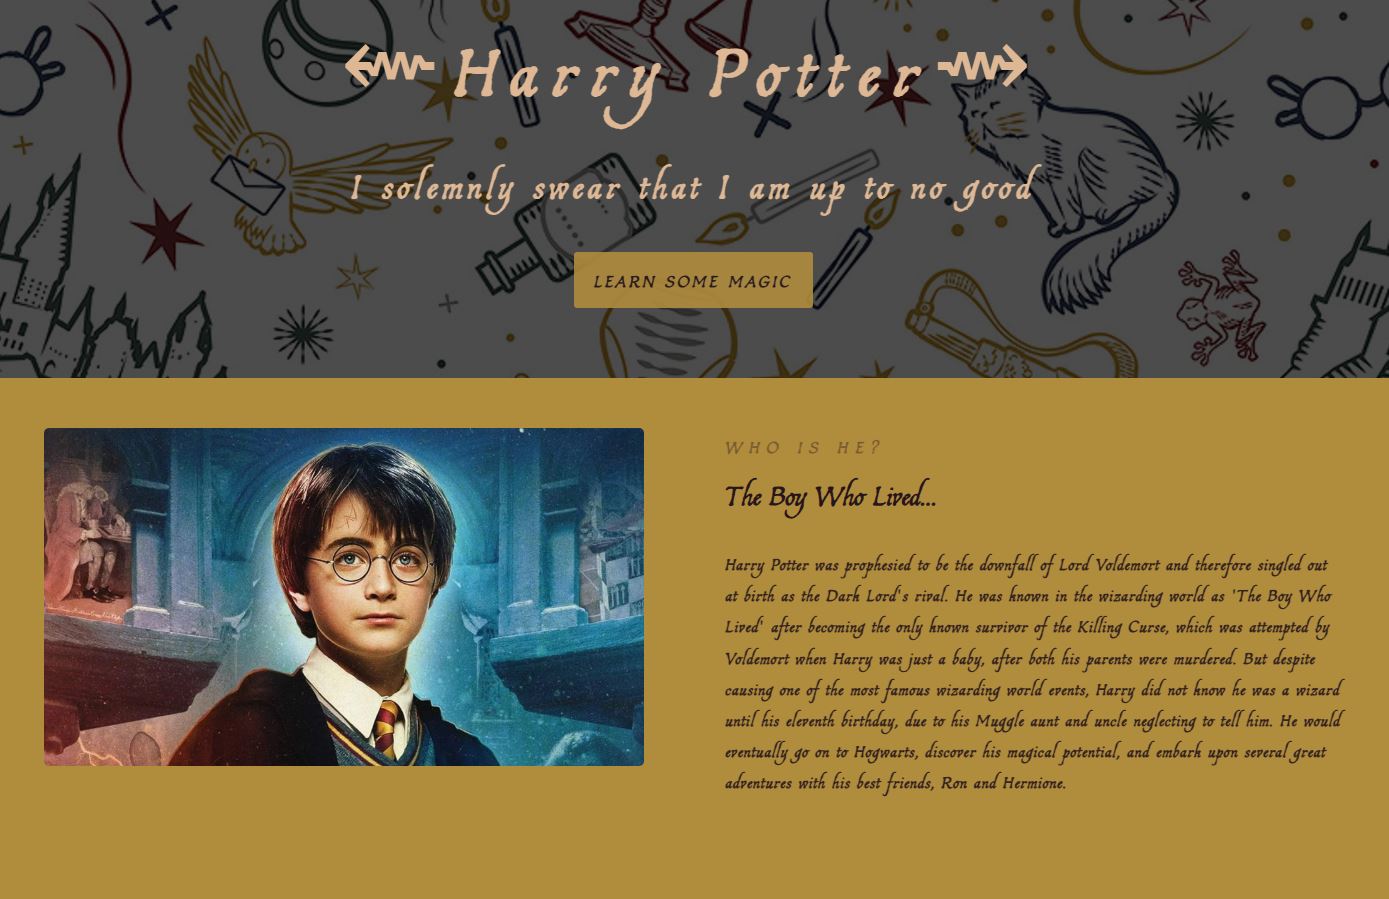 Harry Potter
I solemnly swear that I am up to no good
LEARN SOME MAGIC
WHO IS HE?
The Boy Who Lived...
Harry Potter was prophesied to be the downfall of Lord Voldemort and therefore singled out
at birth as the Dark Lord's rival. He was known in the wizarding world as 'The Boy Who
Lived' after becoming the only known survivor of the Killing Curse, which was attempted by
Voldemort when Harry was just a baby, after both his parents were murdered. But despite
causing one of the most famous wizarding world events, Harry did not know he was a wizard
until his eleventh birthday, due to his Muggle aunt and uncle neglecting to tell him. He would
eventually go on to Hogwarts, discover his magical potential, and embark upon several great
adventures with his best friends, Ron and Hermione.